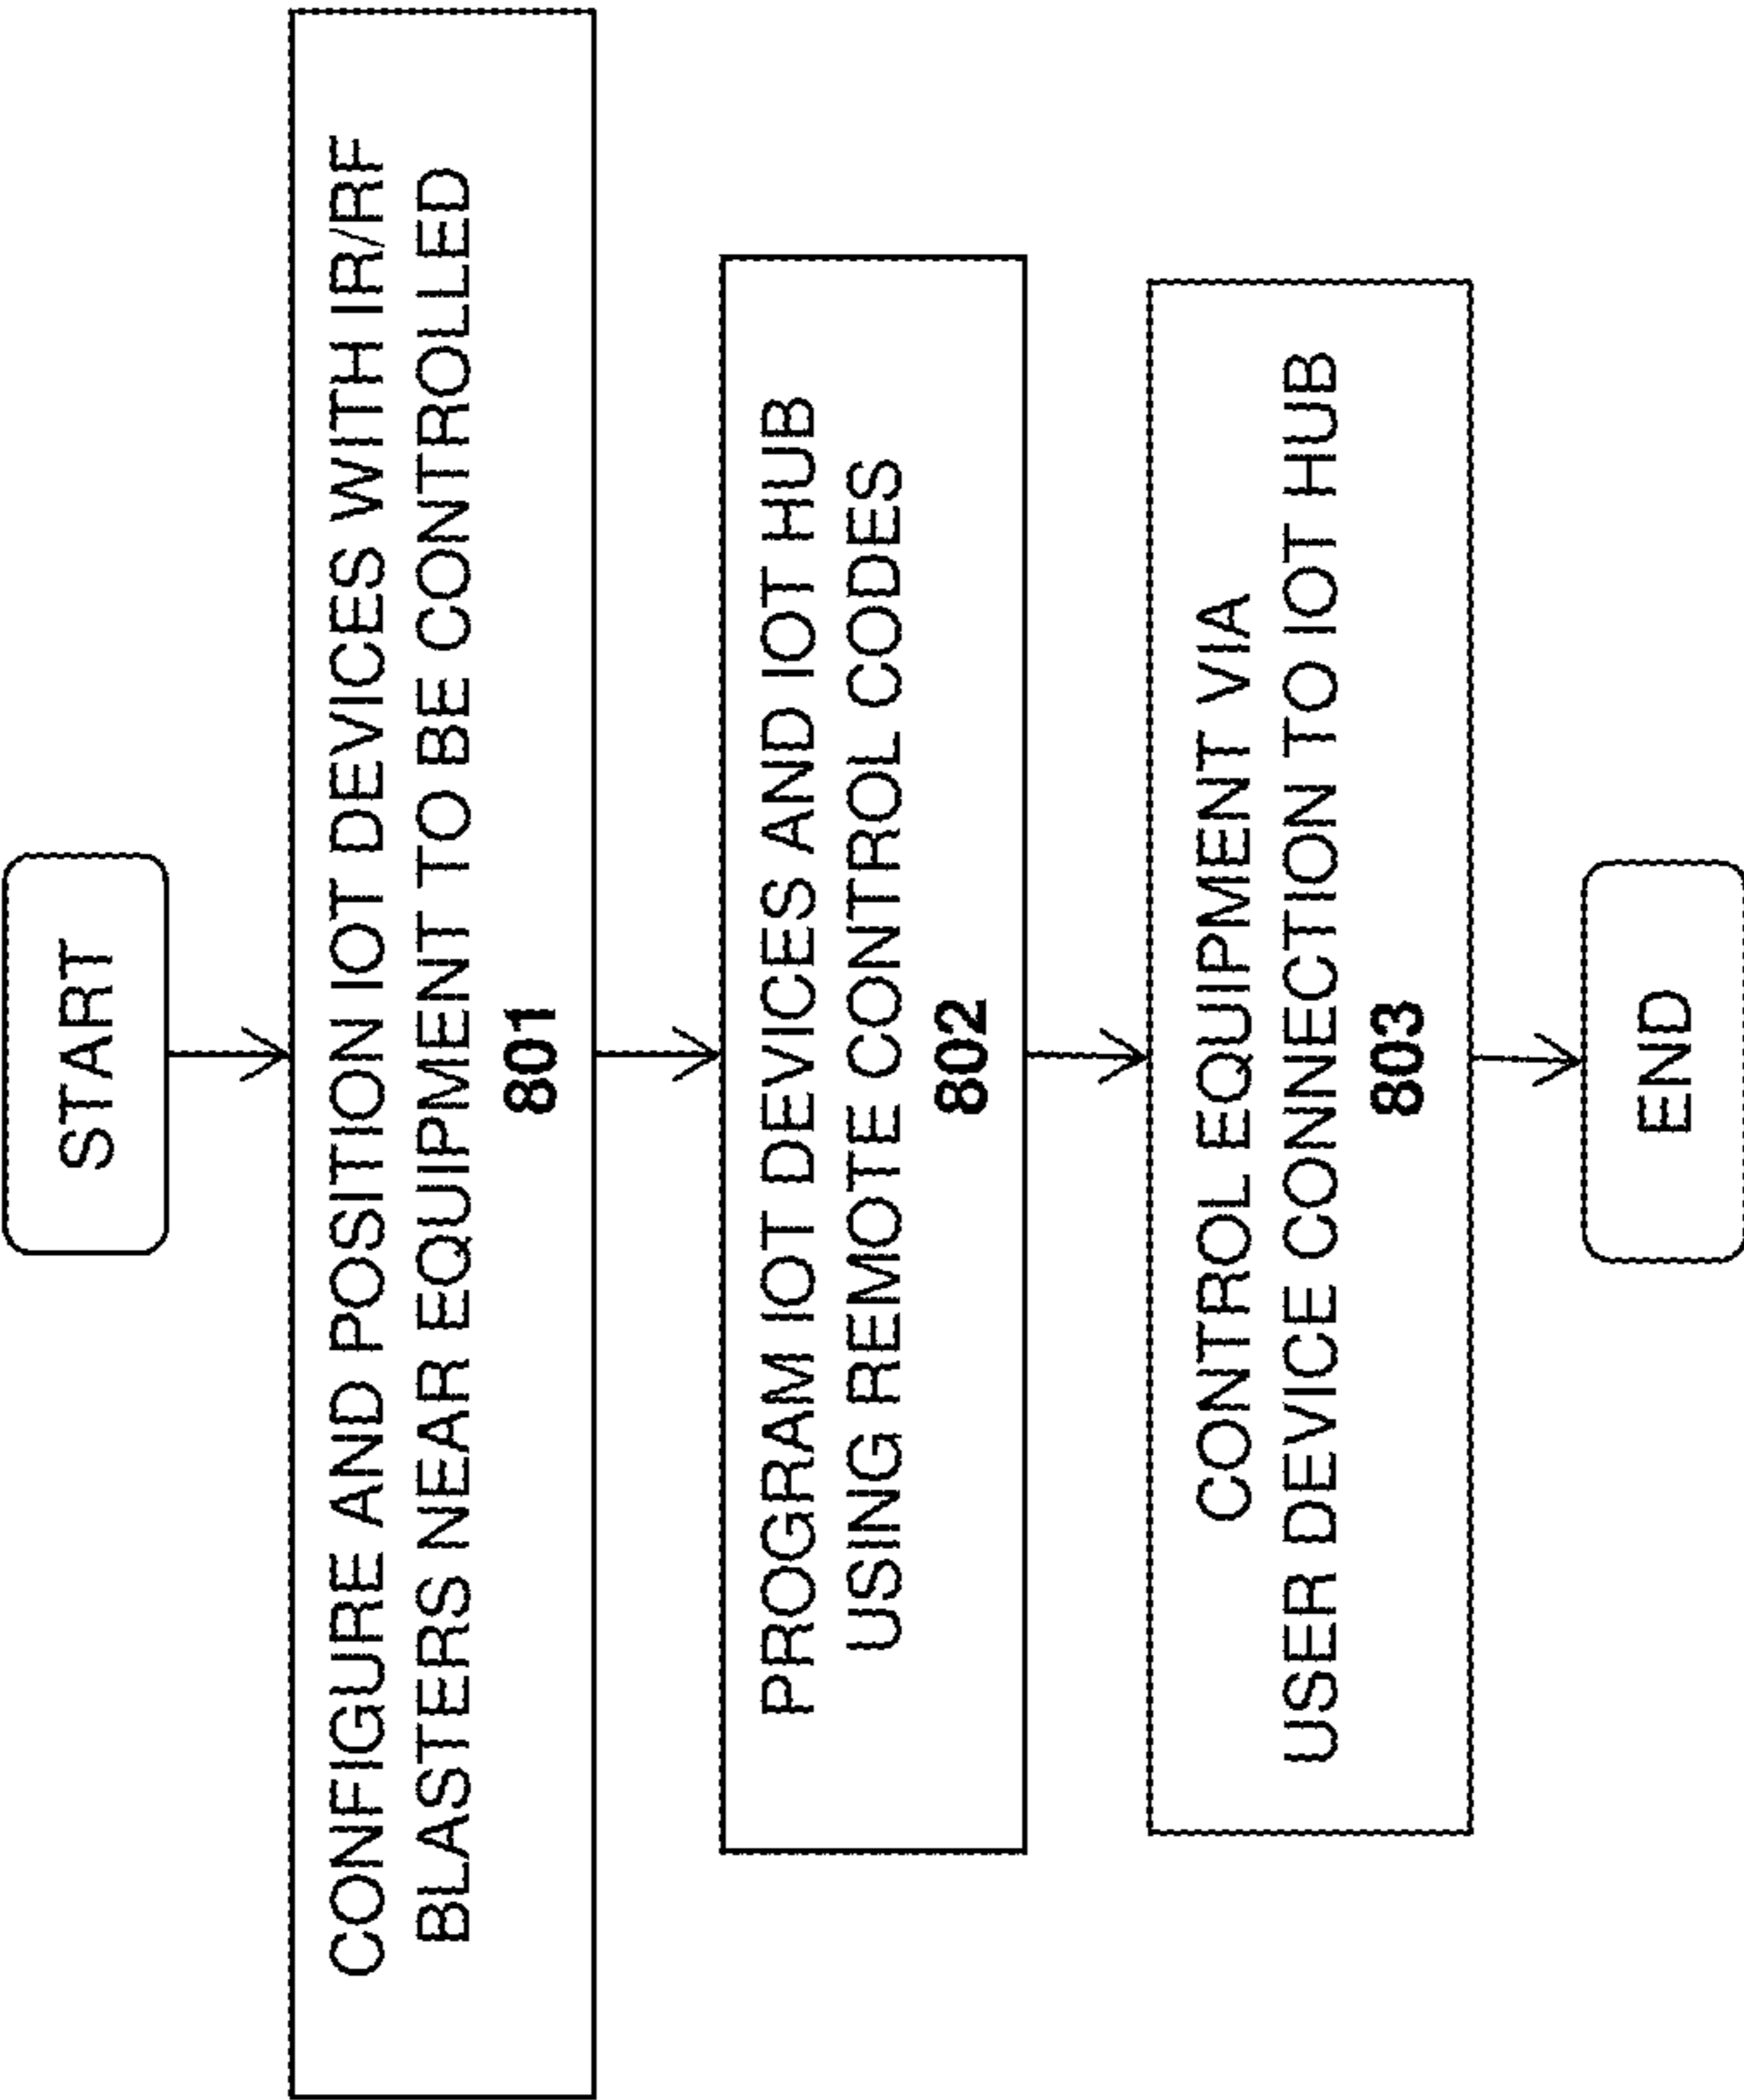 START
CONFIGURE AND POSITION IOT DEVICES WITH IR/RF
BLASTERS NEAR EQUIPMENT TO BE CONTROLLED
801
PROGRAM IOT DEVICES AND IOT HUB
USING REMOTE CONTROL CODES
802
CONTROL EQUIPMENT VIA
USER DEVICE CONNECTION TO IOT HUB
803
END